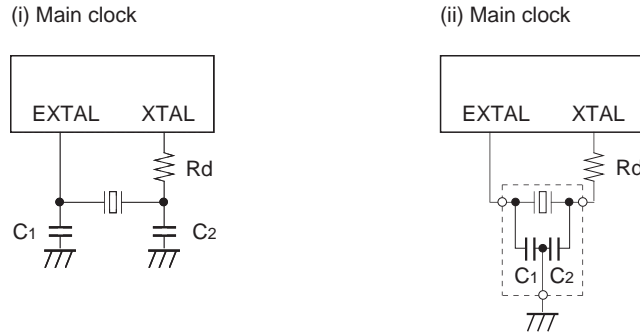 (i) Main clock
(ii) Main clock
EXTAL XTAL
EXTAL XTAL
Rd
Rd
C1 C2
C1 C2